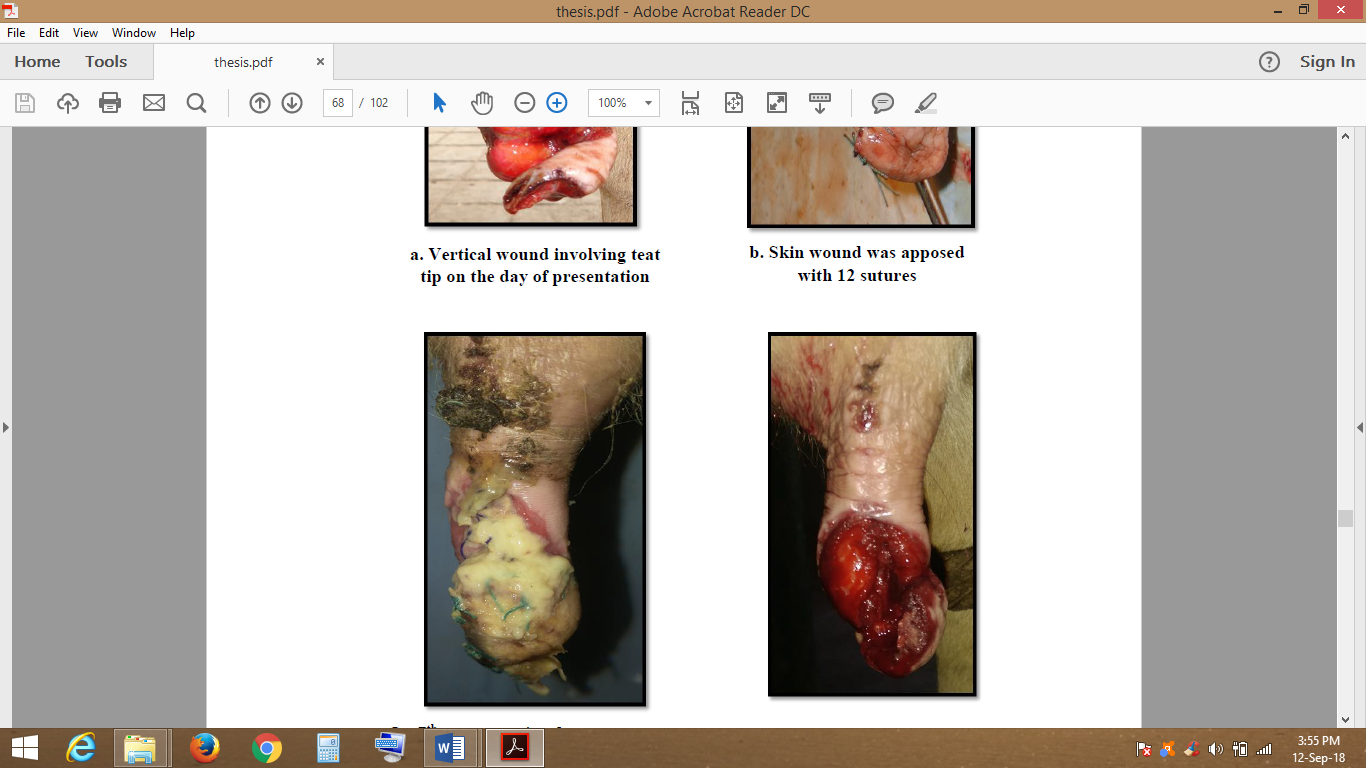 thesis.pdf - Adobe Acrobat Reader DC
File Edit View Window Help
Home Tools thesis.pdf × ? Sign In
68 / 102 100%
a. Vertical wound involving teat
tip on the day of presentation
b. Skin wound was apposed
with 12 sutures
3:55 PM
12-Sep-18